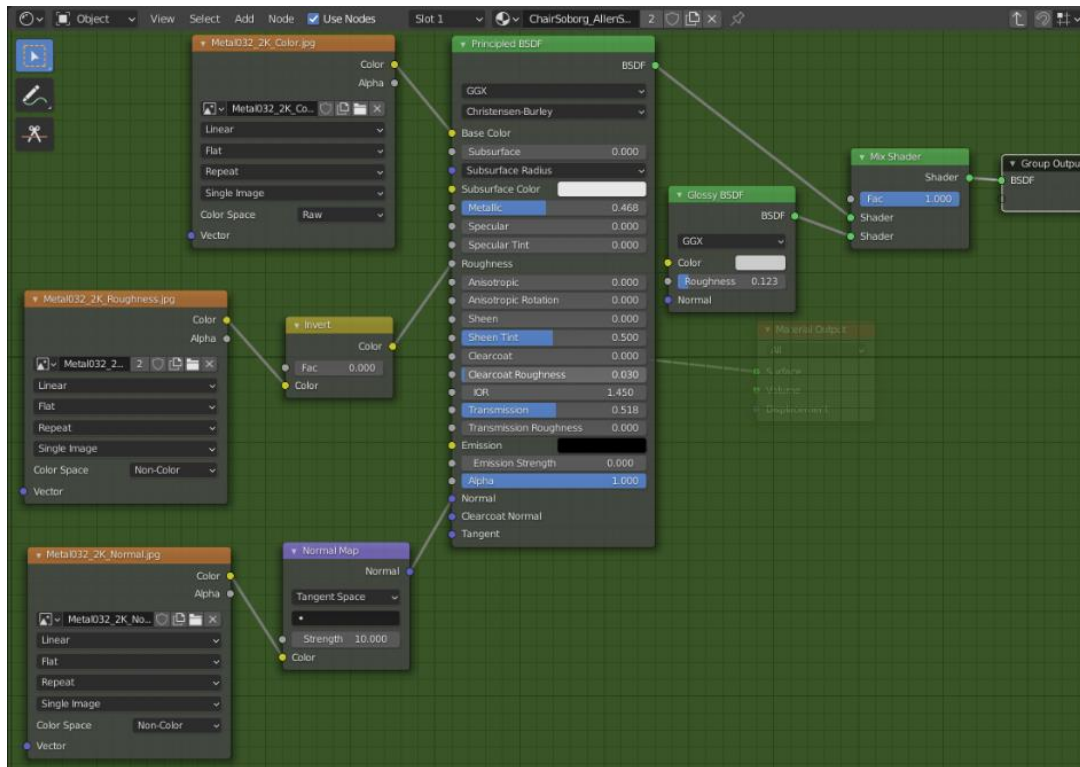 Object View Select Add Node Use Nodes Slot 1 ChairSoborg_AllenS... 2
Metal032_2K_Color.jpg
Color
Alpha
Metal032_2K_Co...
Linear
Flat
Repeat
Single Image
Color Space Raw
Vector
Metal032_2K_Roughness.jpg
Color
Alpha
Metal032_2... 2
Linear
Flat
Repeat
Single Image
Color Space Non-Color
Vector
Invert
Color
Fac 0.000
Color
Metal032_2K_Normal.jpg
Color
Alpha
Metal032_2K_No...
Linear
Flat
Repeat
Single Image
Color Space Non-Color
Vector
Normal Map
Normal
Tangent Space
Strength 10.000
Color
Principled BSDF
BSDF
GGX
Christensen-Burley
Base Color
Subsurface 0.000
Subsurface Radius
Subsurface Color
Metallic 0.468
Specular 0.000
Specular Tint 0.000
Roughness
Anisotropic 0.000
Anisotropic Rotation 0.000
Sheen 0.000
Sheen Tint 0.500
Clearcoat 0.000
Clearcoat Roughness 0.030
IOR 1.450
Transmission 0.518
Transmission Roughness 0.000
Emission
Emission Strength 0.000
Alpha 1.000
Normal
Clearcoat Normal
Tangent
Glossy BSDF
BSDF
GGX
Color
Roughness 0.123
Normal
Mix Shader
Shader
Fac 1.000
Shader
Shader
Group Outpu
BSDF
Material Output
All
Surface
Volume
Displacement